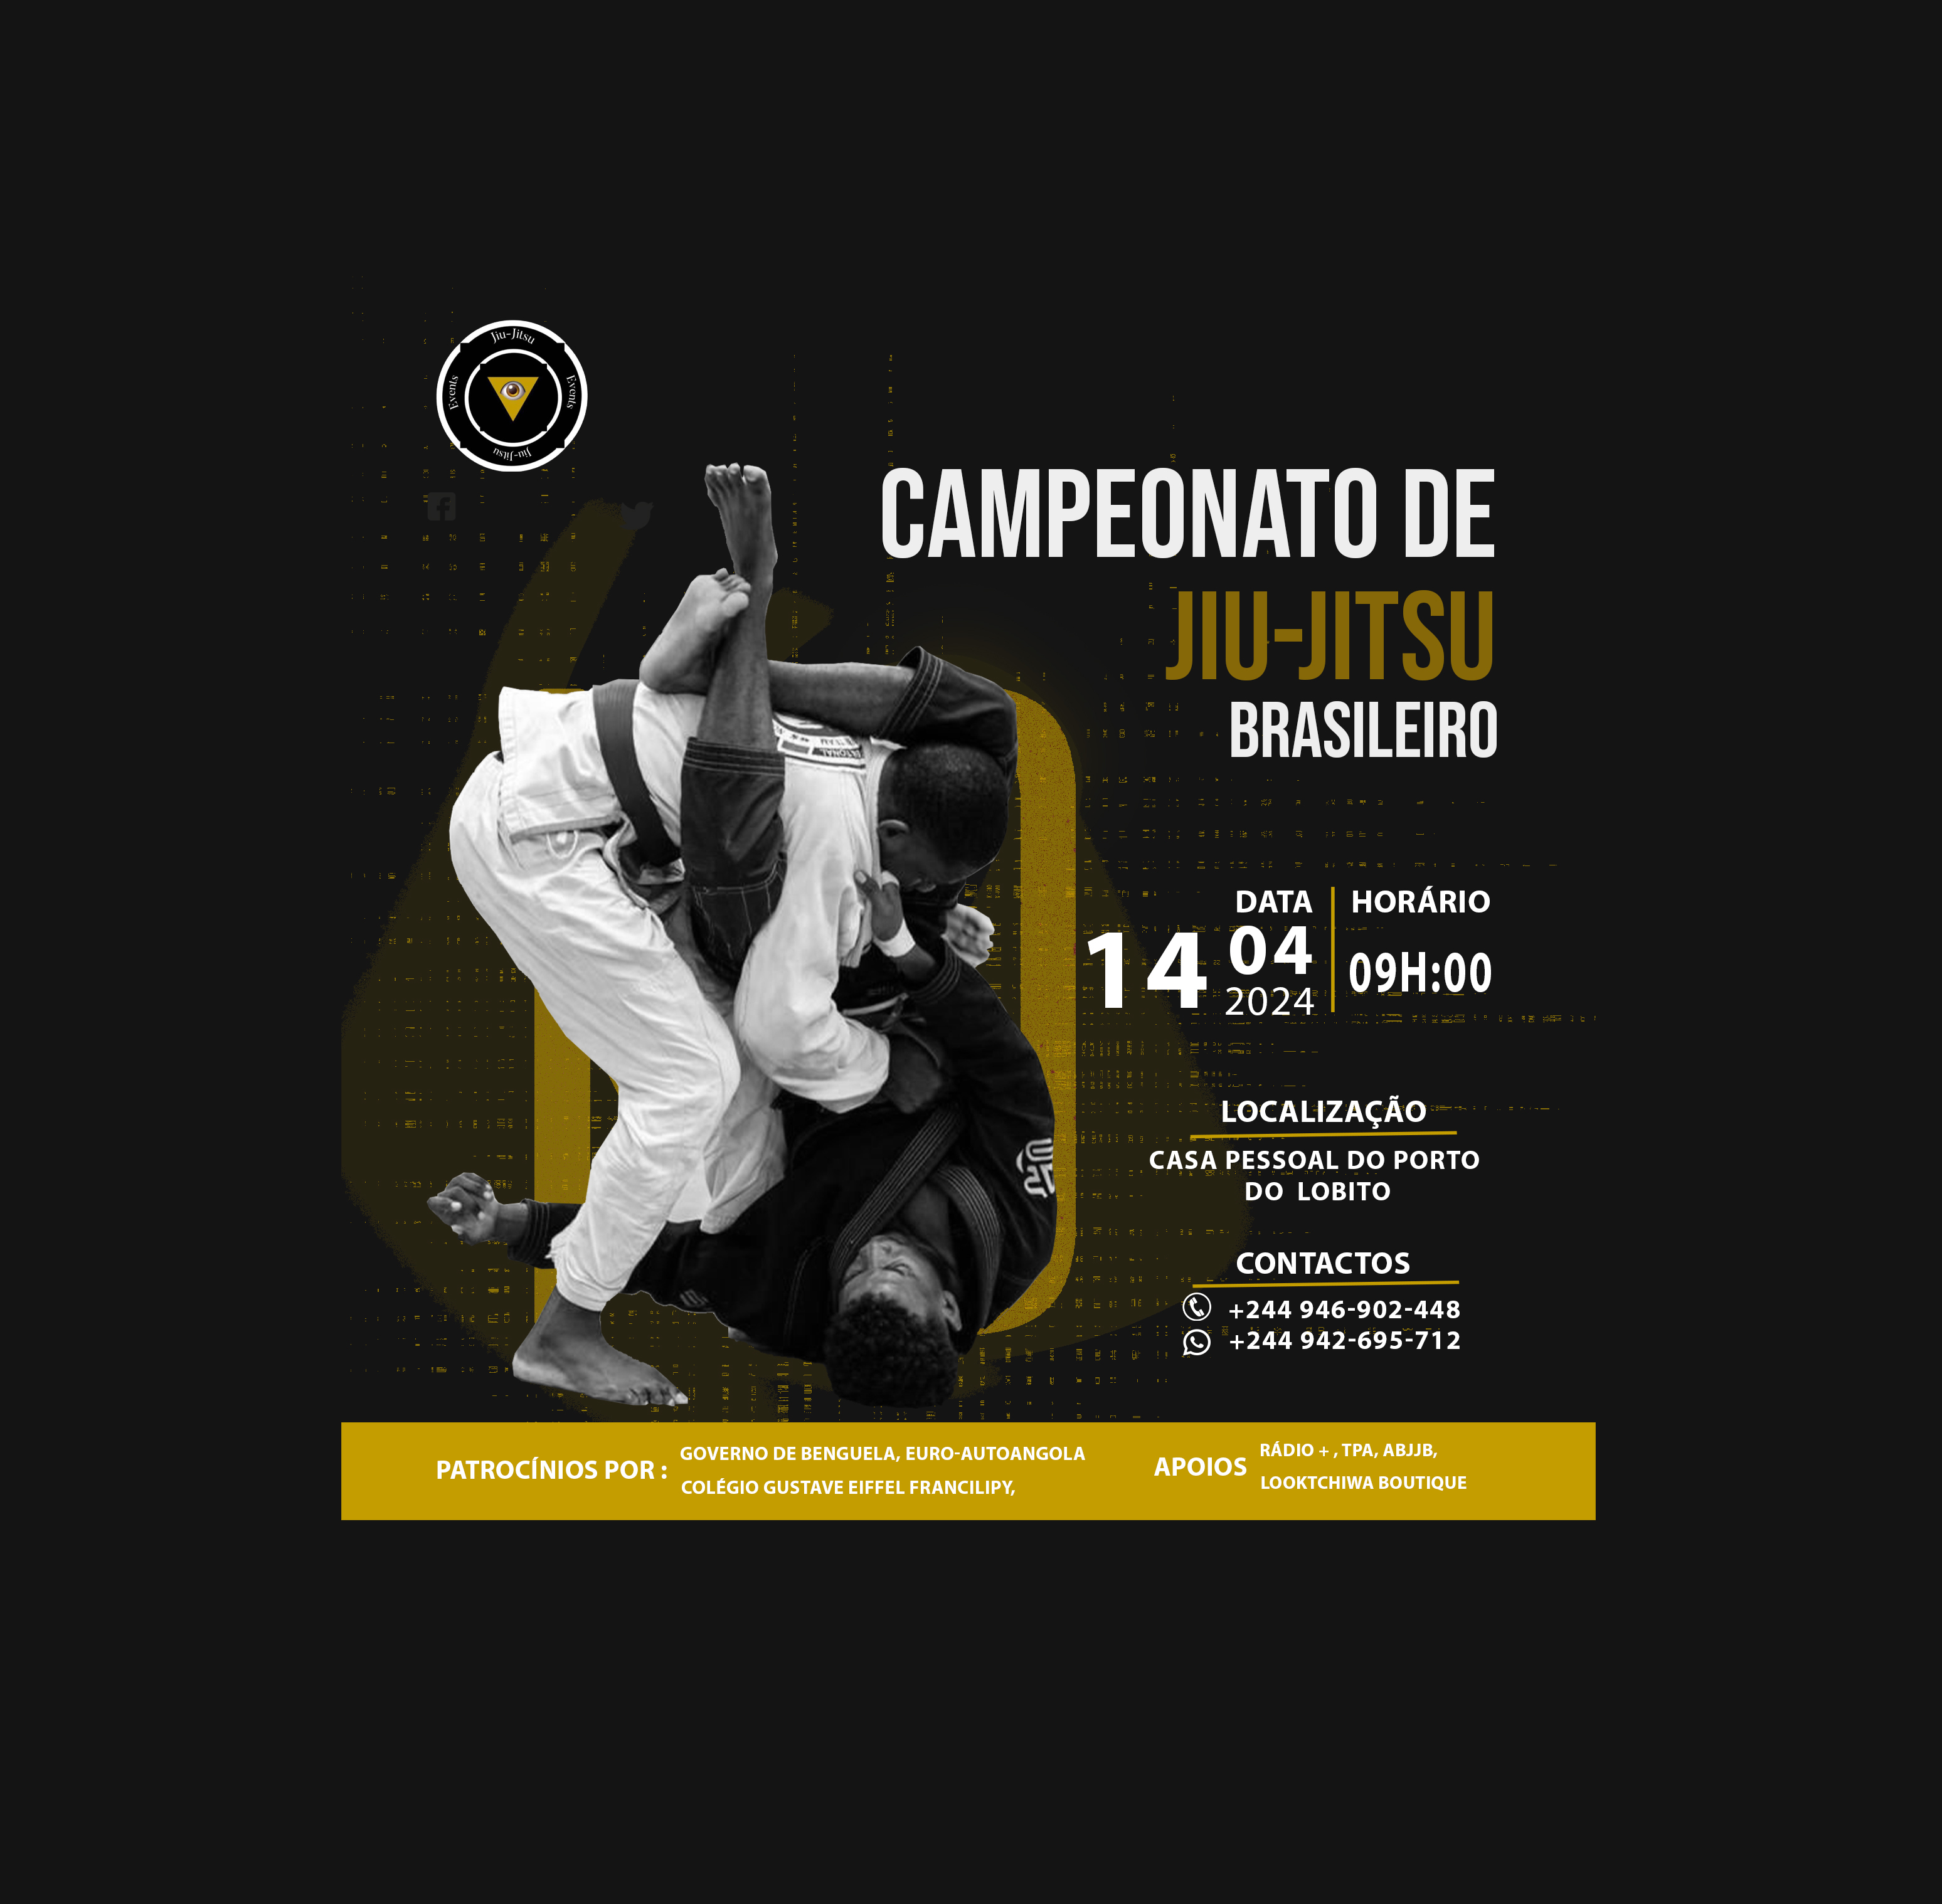 Jiu-Jitsu
Events
Events
Jiu-Jitsu
CAMPEONATO DE
JIU-JITSU
BRASILEIRO
DATA
HORÁRIO
14
04
2024
09H:00
LOCALIZAÇÃO
CASA PESSOAL DO PORTO
DO LOBITO
CONTACTOS
+244 946-902-448
+244 942-695-712
PATROCÍNIOS POR :
GOVERNO DE BENGUELA, EURO-AUTOANGOLA
COLÉGIO GUSTAVE EIFFEL FRANCILIPY,
APOIOS
RÁDIO + , TPA, ABJJB,
LOOKTCHIWA BOUTIQUE